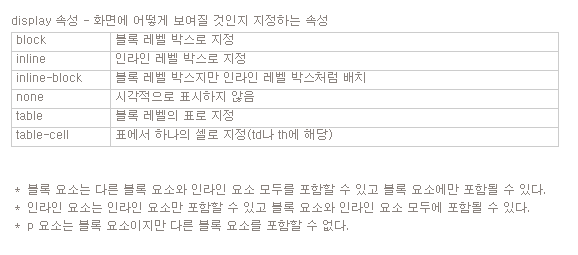 display 속성 - 화면에 어떻게 보여질 것인지 지정하는 속성
block 블록 레벨 박스로 지정
inline 인라인 레벨 박스로 지정
inline-block 블록 레벨 박스지만 인라인 레벨 박스처럼 배치
none 시각적으로 표시하지 않음
table 블록 레벨의 표로 지정
table-cell 표에서 하나의 셀로 지정(td나 th에 해당)
* 블록 요소는 다른 블록 요소와 인라인 요소 모두를 포함할 수 있고 블록 요소에만 포함될 수 있다.
* 인라인 요소는 인라인 요소만 포함할 수 있고 블록 요소와 인라인 요소 모두에 포함될 수 있다.
* p 요소는 블록 요소이지만 다른 블록 요소를 포함할 수 없다.